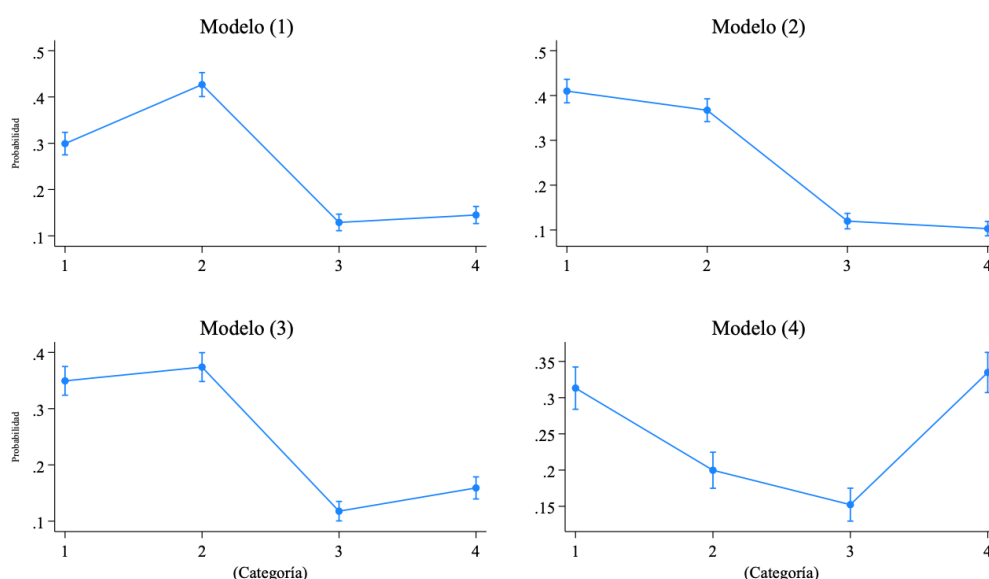 Modelo (1)
Probabilidad
.5
.4
.3
.2
.1
1 2 3 4
Modelo (2)
.5
.4
.3
.2
.1
1 2 3 4
Modelo (3)
Probabilidad
.4
.3
.2
.1
1 2 3 4
(Categoría)
Modelo (4)
.35
.3
.25
.2
.15
1 2 3 4
(Categoría)